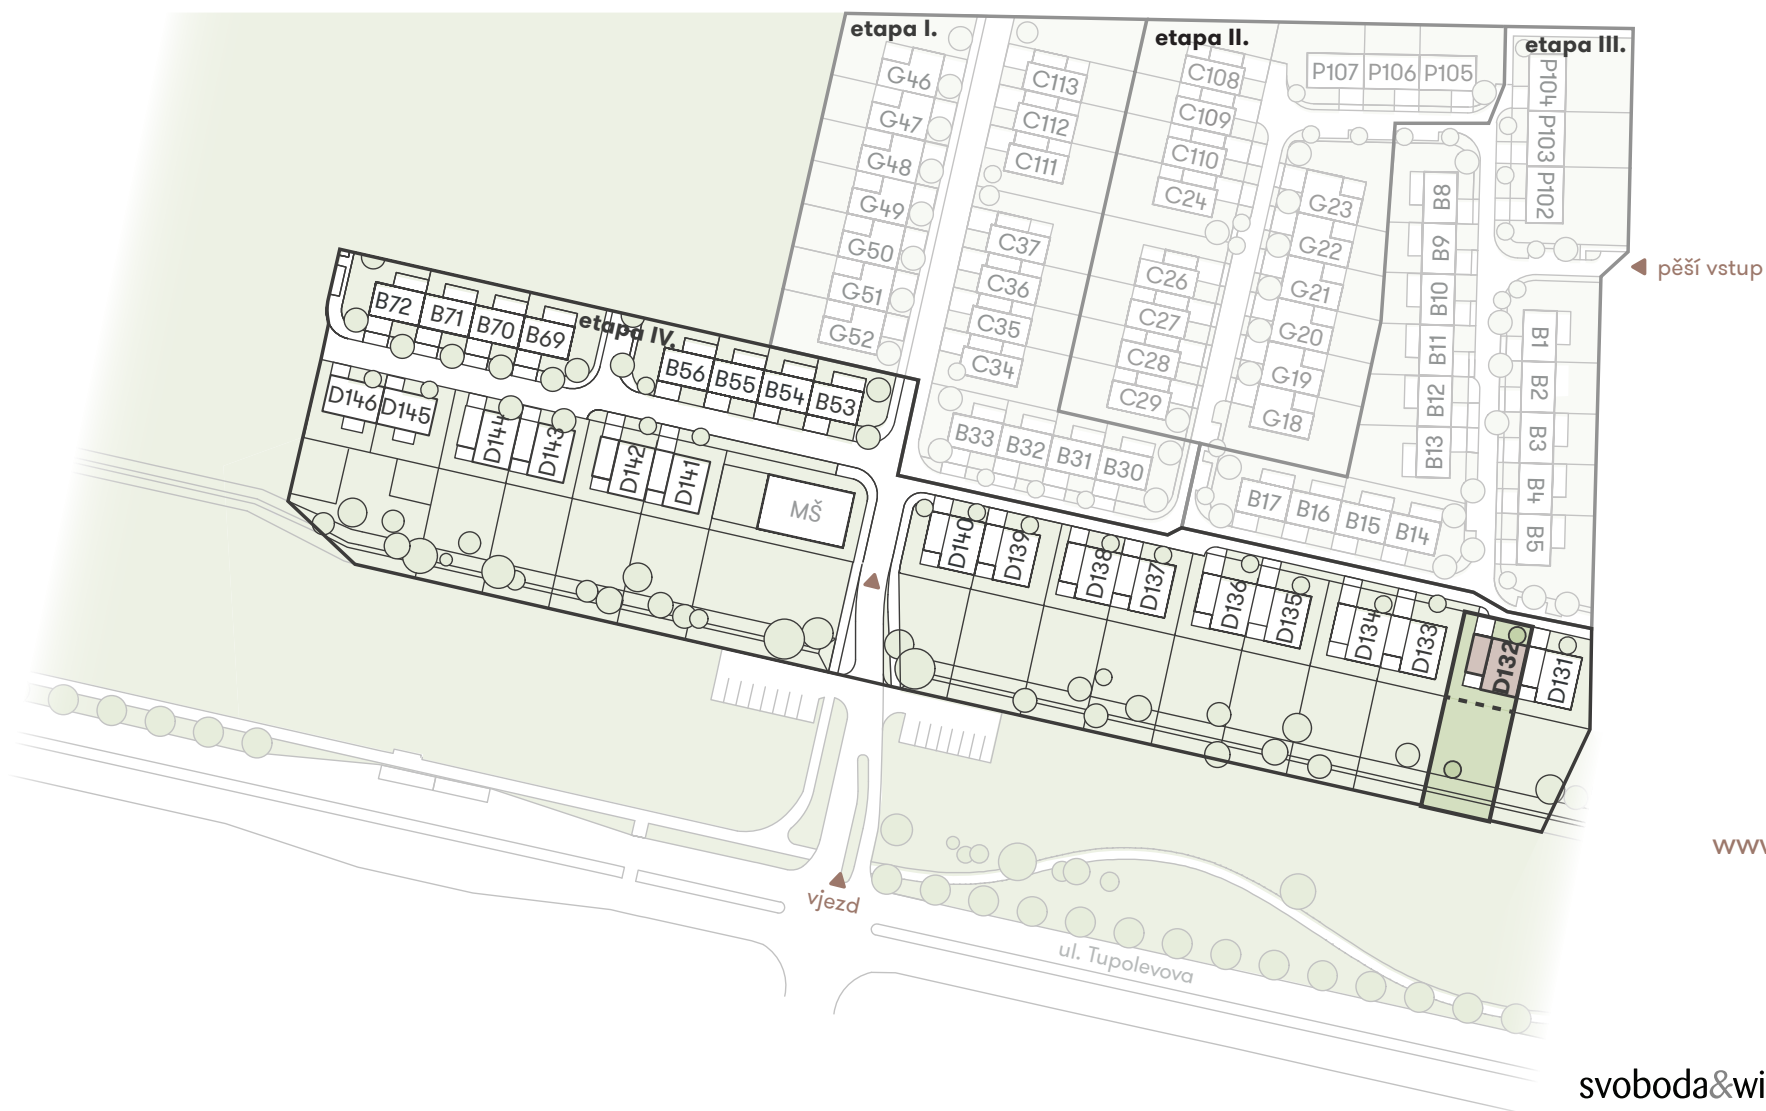 etapa I.
etapa II.
etapa III.
G46
G47
G48
G49
G50
G51
G52
C113
C112
C111
C37
C36
C35
C34
C108
C109
C110
C24
C26
C27
C28
C29
P107
P106
P105
P104
P103
P102
G23
G22
G21
G20
G19
G18
B8
B9
B10
B11
B12
B13
B1
B2
B3
B4
B5
pěší vstup
B33
B32
B31
B30
B17
B16
B15
B14
etapa IV.
B72
B71
B70
B69
B56
B55
B54
B53
D146
D145
D144
D143
D142
D141
MŠ
D140
D139
D138
D137
D136
D135
D134
D133
D132
D131
vjezd
ul. Tupolevova
svoboda&wi